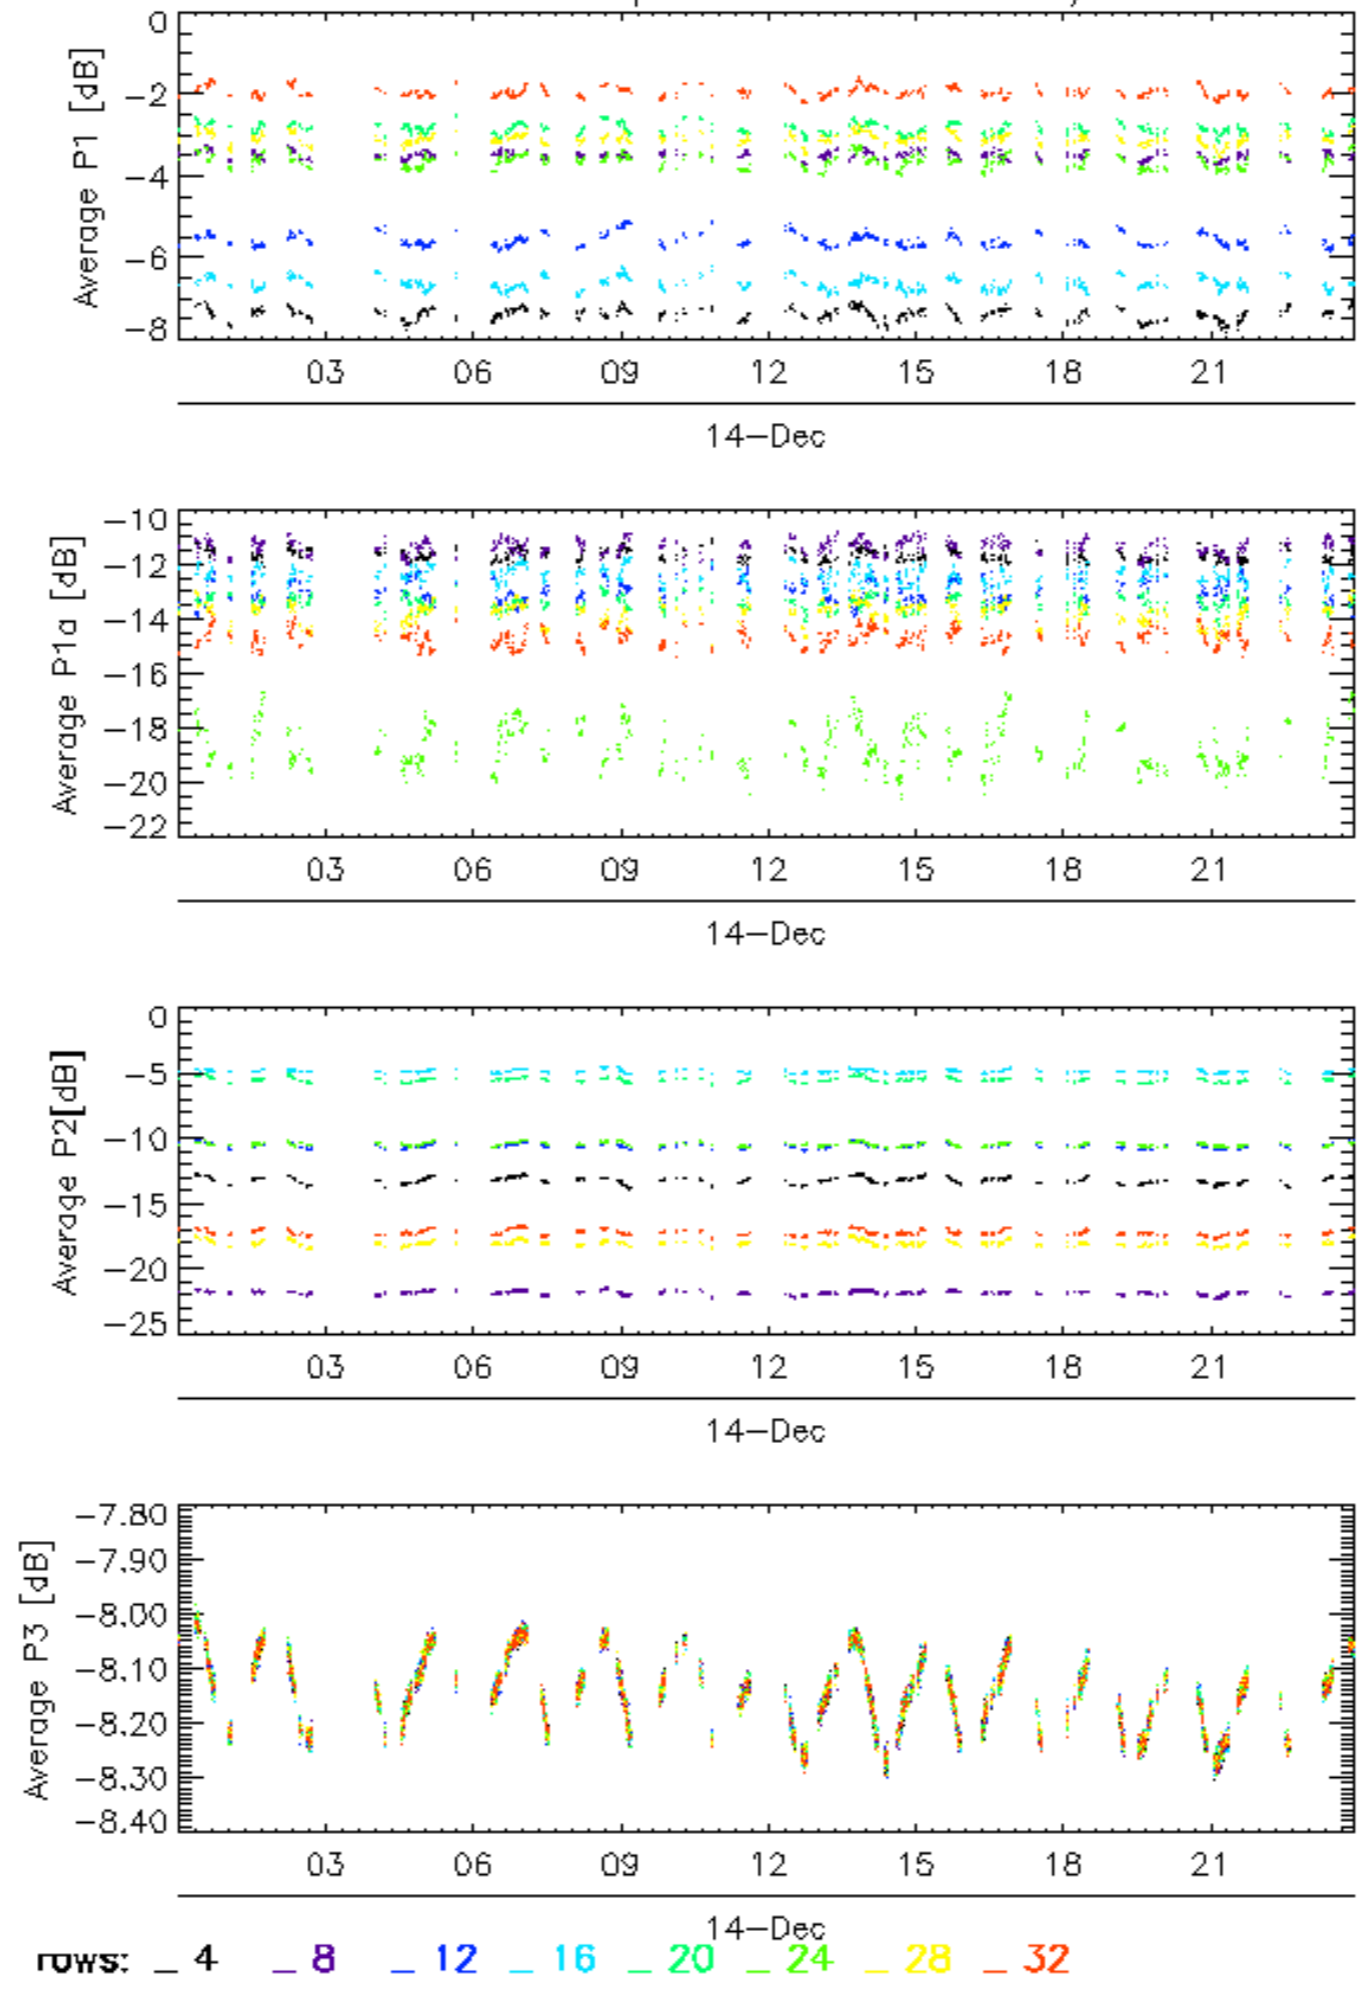 0
−2
−4
−6
−8
Average P1 [dB]
03 06 09 12 15 18 21
14−Dec
−10
−12
−14
−16
−18
−20
−22
Average P1a [dB]
03 06 09 12 15 18 21
14−Dec
0
−5
−10
−15
−20
−25
Average P2[dB]
03 06 09 12 15 18 21
14−Dec
−7.80
−7.90
−8.00
−8.10
−8.20
−8.30
−8.40
Average P3 [dB]
03 06 09 12 15 18 21
14−Dec
rows: _ 4 _ 8 _ 12 _ 16 _ 20 _ 24 _ 28 _ 32